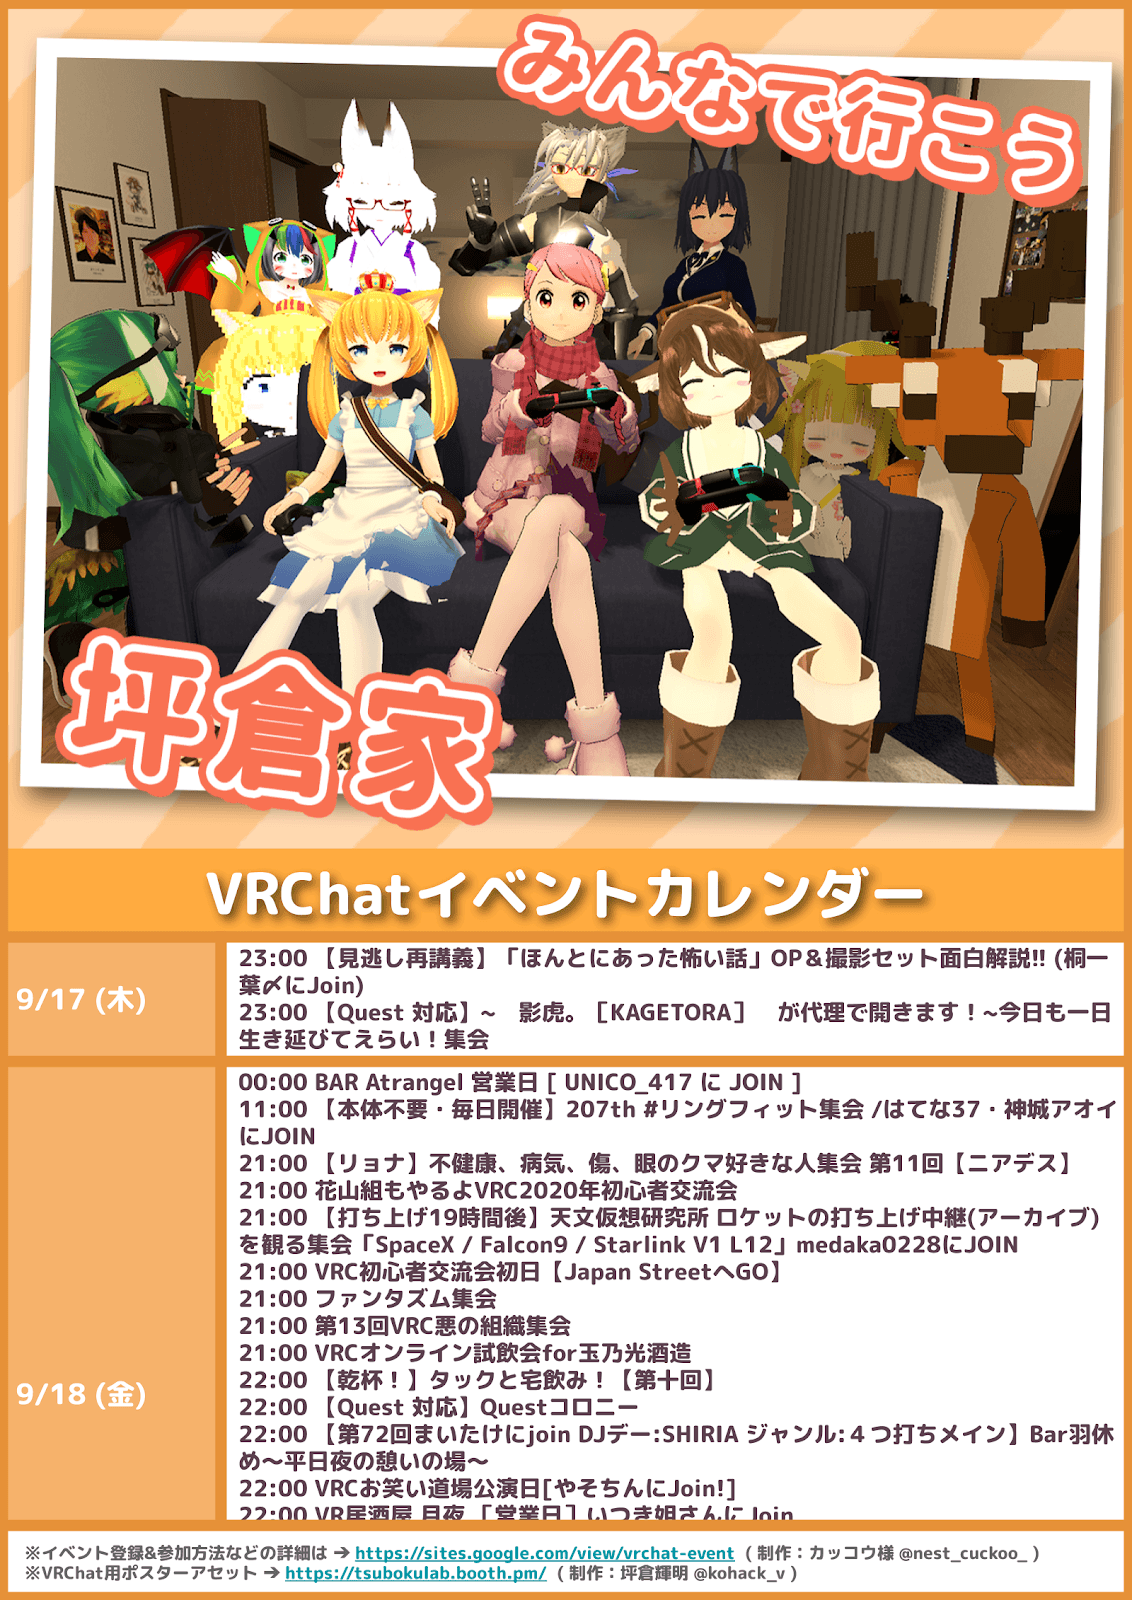 みんなで行こう
坪倉家
VRChatイベントカレンダー
9/17 (木)
23:00 【見逃し再講義】「ほんとにあった怖い話」OP＆撮影セット面白解説!! (桐一
葉〆にJoin)
23:00 【Quest 対応】~　影虎。［KAGETORA］　が代理で開きます！~今日も一日
生き延びてえらい！集会
9/18 (金)
00:00 BAR Atrangel 営業日 [ UNICO_417 に JOIN ]
11:00 【本体不要・毎日開催】207th #リングフィット集会 /はてな37・神城アオイ
にJOIN
21:00 【リョナ】不健康、病気、傷、眼のクマ好きな人集会 第11回【ニアデス】
21:00 花山組もやるよVRC2020年初心者交流会
21:00 【打ち上げ19時間後】天文仮想研究所 ロケットの打ち上げ中継(アーカイブ)
を観る集会「SpaceX / Falcon9 / Starlink V1 L12」medaka0228にJOIN
21:00 VRC初心者交流会初日【Japan StreetへGO】
21:00 ファンタズム集会
21:00 第13回VRC悪の組織集会
21:00 VRCオンライン試飲会for玉乃光酒造
22:00 【乾杯！】タックと宅飲み！【第十回】
22:00 【Quest 対応】Questコロニー
22:00 【第72回まいたけにjoin DJデー:SHIRIA ジャンル:４つ打ちメイン】Bar羽休
め～平日夜の憩いの場～
22:00 VRCお笑い道場公演日[やそちんにJoin!]
22:00 VR居酒屋 月夜 ［営業日］いつき姐さんに Join
※イベント登録&参加方法などの詳細は → https://sites.google.com/view/vrchat-event ( 制作：カッコウ様 @nest_cuckoo_ )
※VRChat用ポスターアセット → https://tsubokulab.booth.pm/ ( 制作：坪倉輝明 @kohack_v )